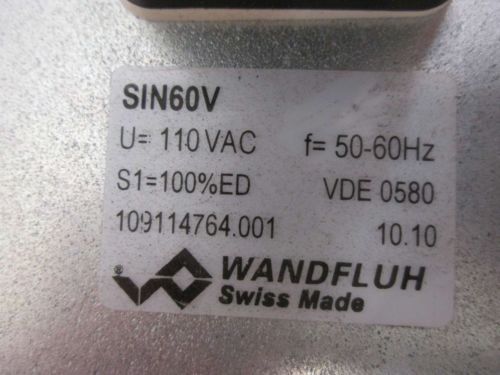 SIN60V
U= 110 VAC f= 50-60Hz
S1=100%ED VDE 0580
109114764.001 10.10
® WANDFLUH
Swiss Made